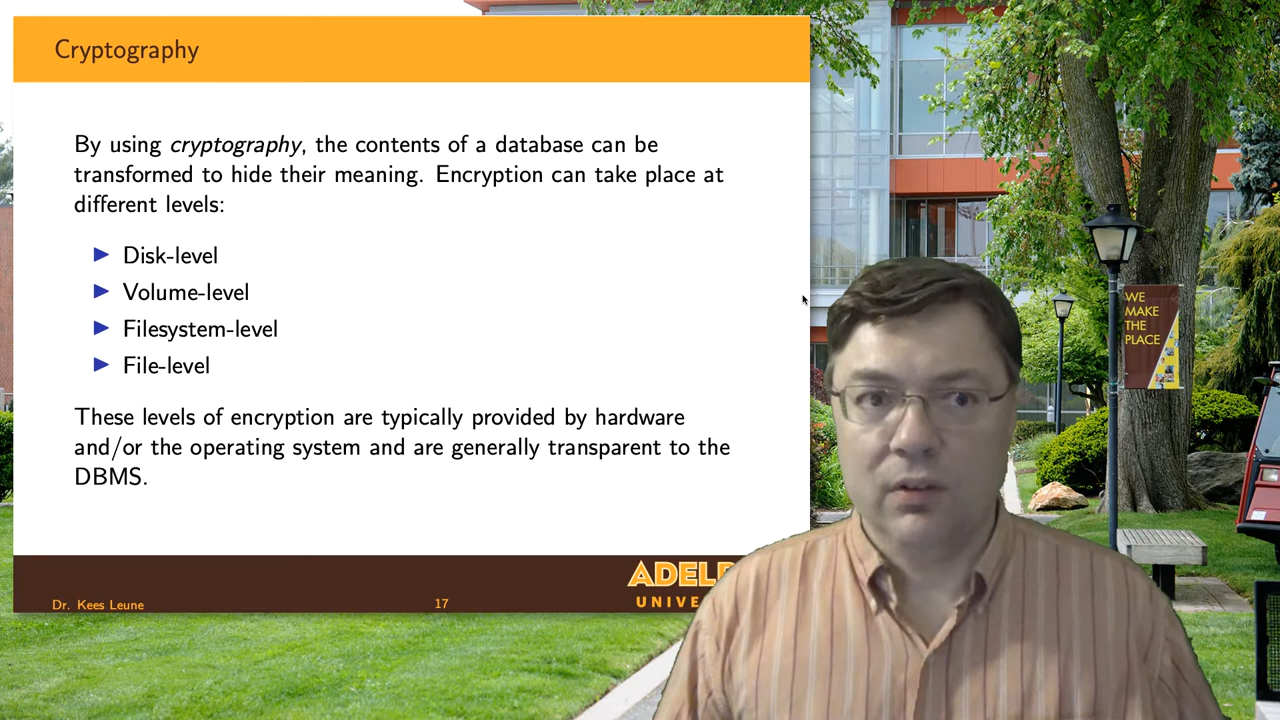 Cryptography
By using cryptography, the contents of a database can be
transformed to hide their meaning. Encryption can take place at
different levels:
Disk-level
Volume-level
Filesystem-level
File-level
These levels of encryption are typically provided by hardware
and/or the operating system and are generally transparent to the
DBMS.
Dr. Kees Leune
17
WE
MAKE
THE
PLACE